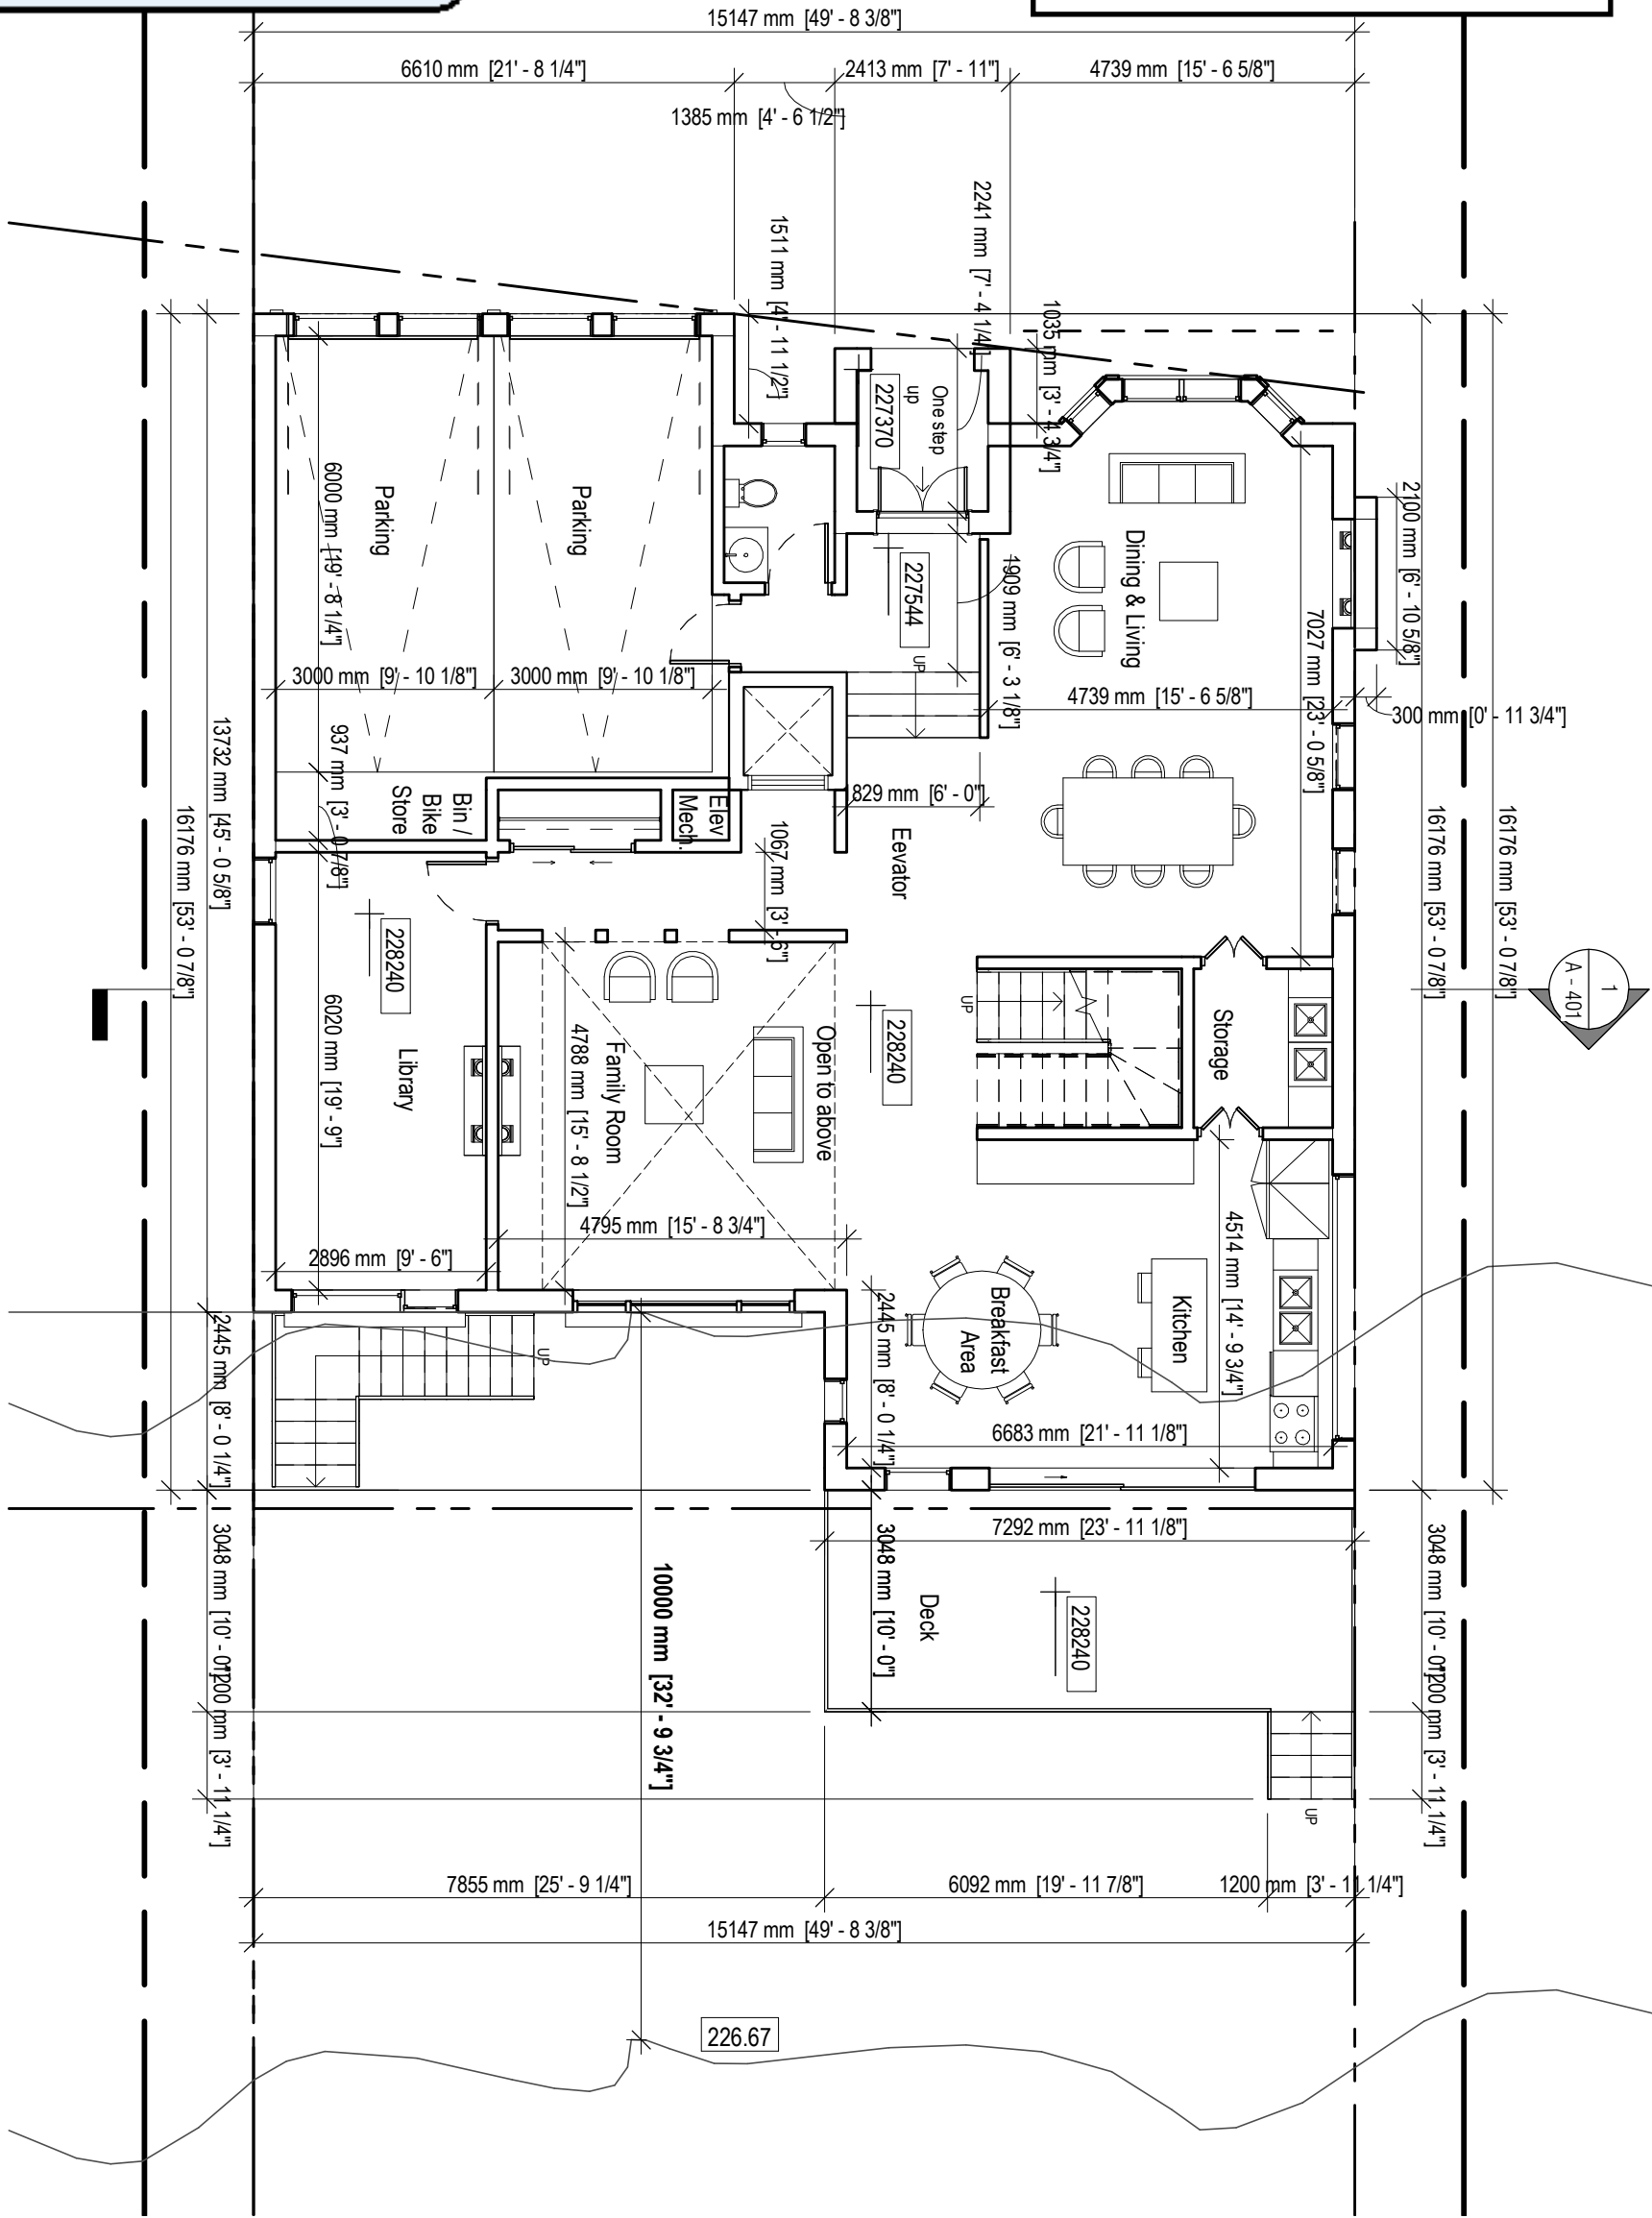 15147 mm [49' - 8 3/8"]
6610 mm [21' - 8 1/4"]
2413 mm [7' - 11"]
4739 mm [15' - 6 5/8"]
1385 mm [4' - 6 1/2"]
1511 mm [4' - 11 1/2"]
2241 mm [7' - 4 1/4"]
1035 mm [3' - 4 3/4"]
One step
up
227370
2100 mm [6' - 10 5/8"]
Parking
Parking
6000 mm [19' - 8 1/4"]
227544
1909 mm [6' - 3 1/8"]
Dining & Living
7027 mm [23' - 0 5/8"]
UP
3000 mm [9' - 10 1/8"]
3000 mm [9' - 10 1/8"]
4739 mm [15' - 6 5/8"]
300 mm [0' - 11 3/4"]
13732 mm [45' - 0 5/8"]
16176 mm [53' - 0 7/8"]
937 mm [3' - 0 7/8"]
Bin /
Bike
Store
Elev
Mech.
829 mm [6' - 0"]
1067 mm [3' - 6"]
Eevator
16176 mm [53' - 0 7/8"]
16176 mm [53' - 0 7/8"]
1
A - 401
228240
6020 mm [19' - 9"]
Library
4788 mm [15' - 8 1/2"]
Family Room
Open to above
228240
UP
Storage
4795 mm [15' - 8 3/4"]
2896 mm [9' - 6"]
4514 mm [14' - 9 3/4"]
Kitchen
Breakfast
Area
2445 mm [8' - 0 1/4"]
2445 mm [8' - 0 1/4"]
UP
6683 mm [21' - 11 1/8"]
7292 mm [23' - 11 1/8"]
3048 mm [10' - 0"]
3048 mm [10' - 0"]
3048 mm [10' - 0"]
Deck
228240
10000 mm [32' - 9 3/4"]
1200 mm [3' - 11 1/4"]
1200 mm [3' - 11 1/4"]
UP
7855 mm [25' - 9 1/4"]
6092 mm [19' - 11 7/8"]
1200 mm [3' - 11 1/4"]
15147 mm [49' - 8 3/8"]
226.67